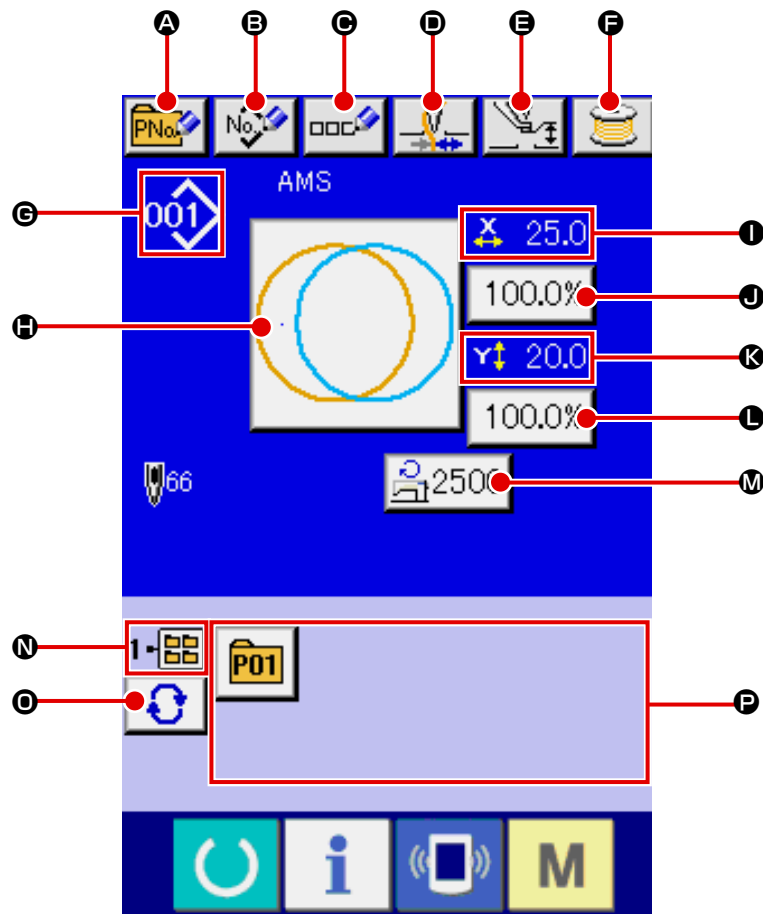 A B C D E F
PNo. No.
AMS
G 001
X 25.0 I
100.0% J
H
Y 20.0 K
100.0% L
66 2500 M
N 1
P01
O P
i M